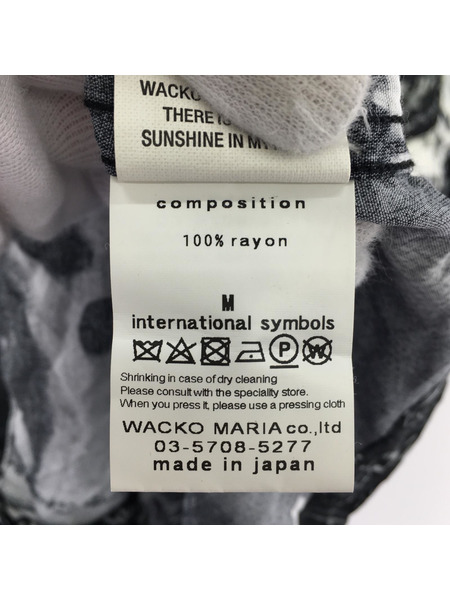 WACKO
THERE IS
SUNSHINE IN
composition
100% rayon
M
international symbols
P W
Shrinking in case of dry cleaning
Please consult with the speciality store.
When you press it, please use a pressing cloth
WACKO MARIA co.,ltd
03-5708-5277
made in japan